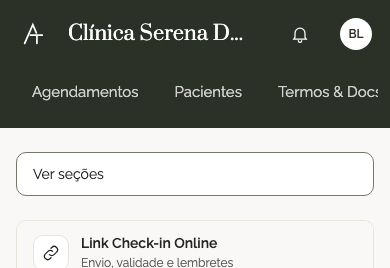 Clínica Serena D...
BL
Agendamentos Pacientes Termos & Docs
Ver seções
Link Check-in Online
Envio, validade e lembretes